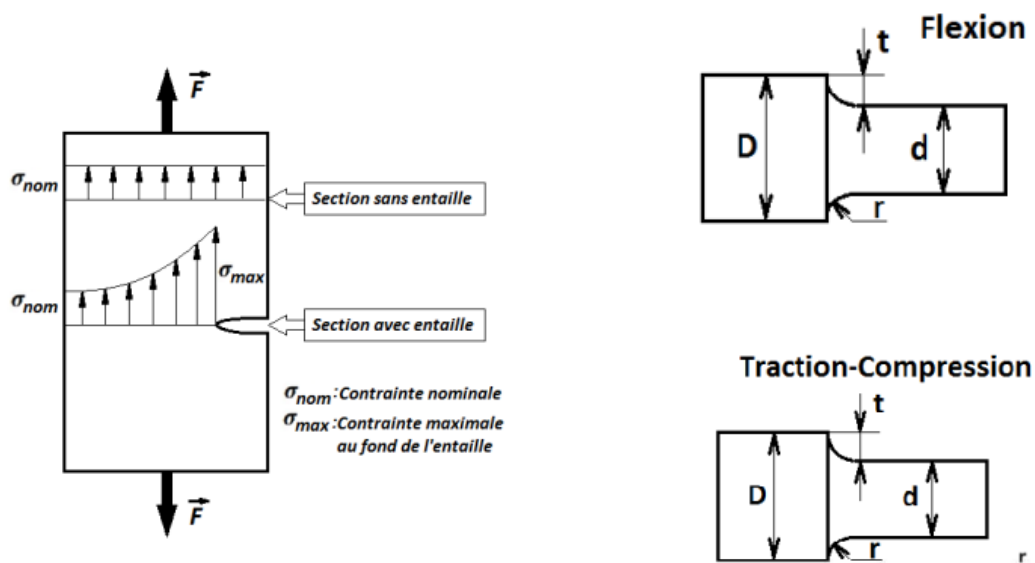 F
σnom
Section sans entaille
σmax
σnom
Section avec entaille
σnom:Contrainte nominale
σmax:Contrainte maximale
au fond de l'entaille
F
Flexion
t
D
d
r
Traction-Compression
t
D
d
r
r